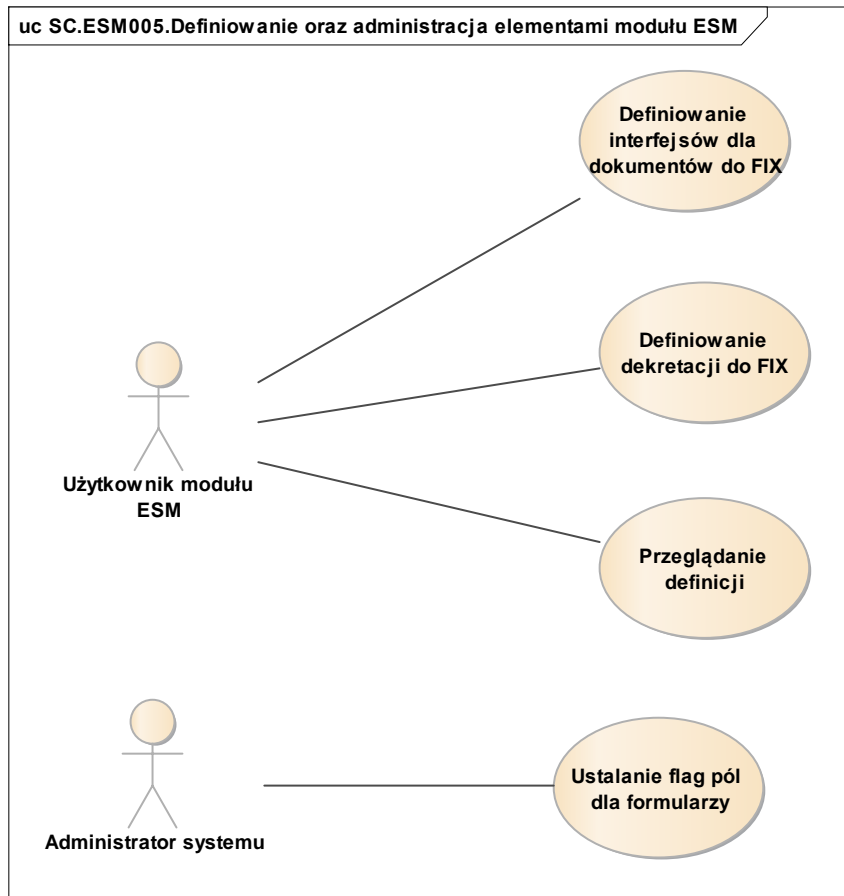 uc SC.ESM005.Definiowanie oraz administracja elementami modułu ESM
Definiowanie
interfejsów dla
dokumentów do FIX
Definiowanie
dekretacji do FIX
Użytkownik modułu
ESM
Przeglądanie
definicji
Ustalanie flag pól
dla formularzy
Administrator systemu